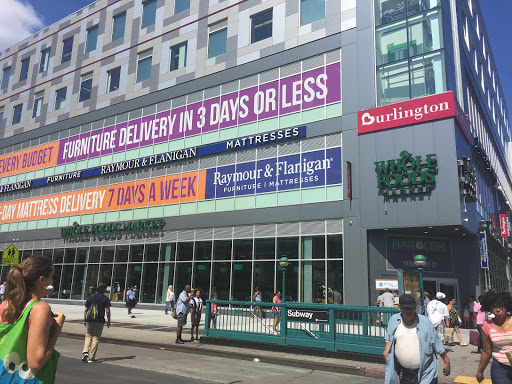 EVERY BUDGET
FURNITURE DELIVERY IN 3 DAYS OR LESS
FLANIGAN FURNITURE RAYMOUR & FLANIGAN MATTRESSES
-DAY MATTRESS DELIVERY 7 DAYS A WEEK
Raymour & Flanigan
FURNITURE | MATTRESSES
Burlington
WHOLE
FOODS
MARKET
WHOLE FOODS MARKET
HARLEM
Subway